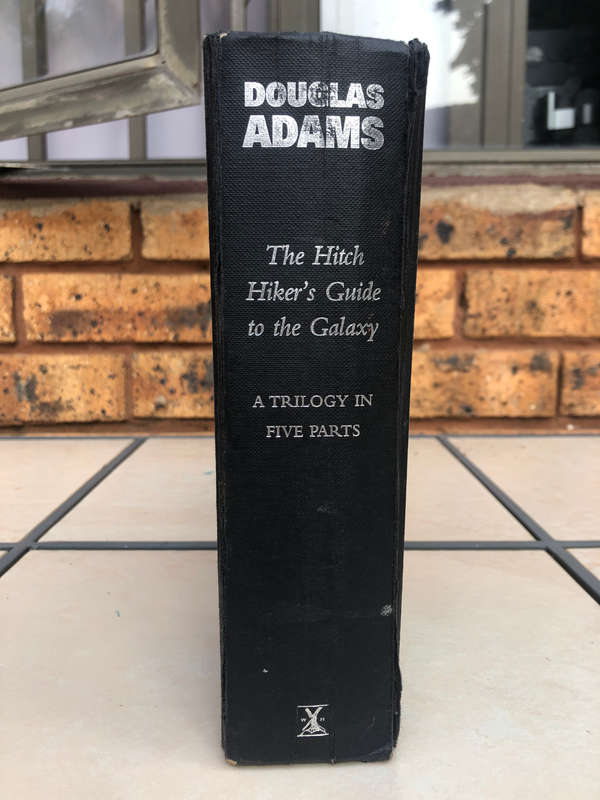 DOUGLAS
ADAMS
The Hitch
Hiker's Guide
to the Galaxy
A TRILOGY IN
FIVE PARTS
W H